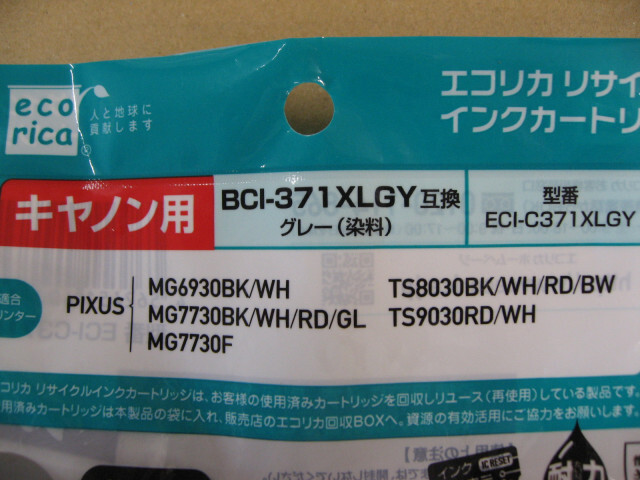 eco
rica
人と地球に
貢献します
エコリカ リサイ
インクカートリ
キヤノン用
BCI-371XLGY互換
グレー（染料）
型番
ECI-C371XLGY
適合
リンター
PIXUS
MG6930BK/WH
MG7730BK/WH/RD/GL
MG7730F
TS8030BK/WH/RD/BW
TS9030RD/WH
コリカ リサイクルインクカートリッジは、お客様の使用済みカートリッジを回収しリユース（再使用）している製品です。
用済みカートリッジは本製品の袋に入れ、販売店のエコリカ回収BOXへ。資源の有効活用にご協力をお願いします。
インク
IC RESET
耐